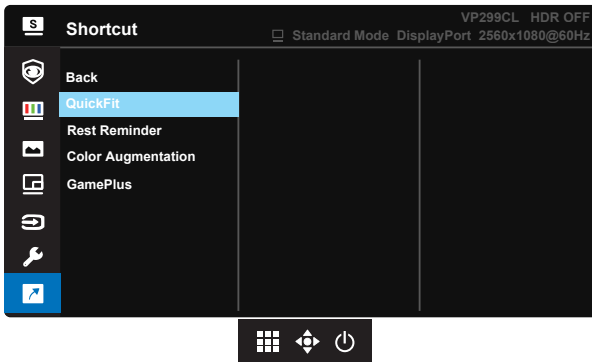 S
Shortcut
VP299CL HDR OFF
Standard Mode DisplayPort 2560x1080@60Hz
Back
QuickFit
Rest Reminder
Color Augmentation
GamePlus